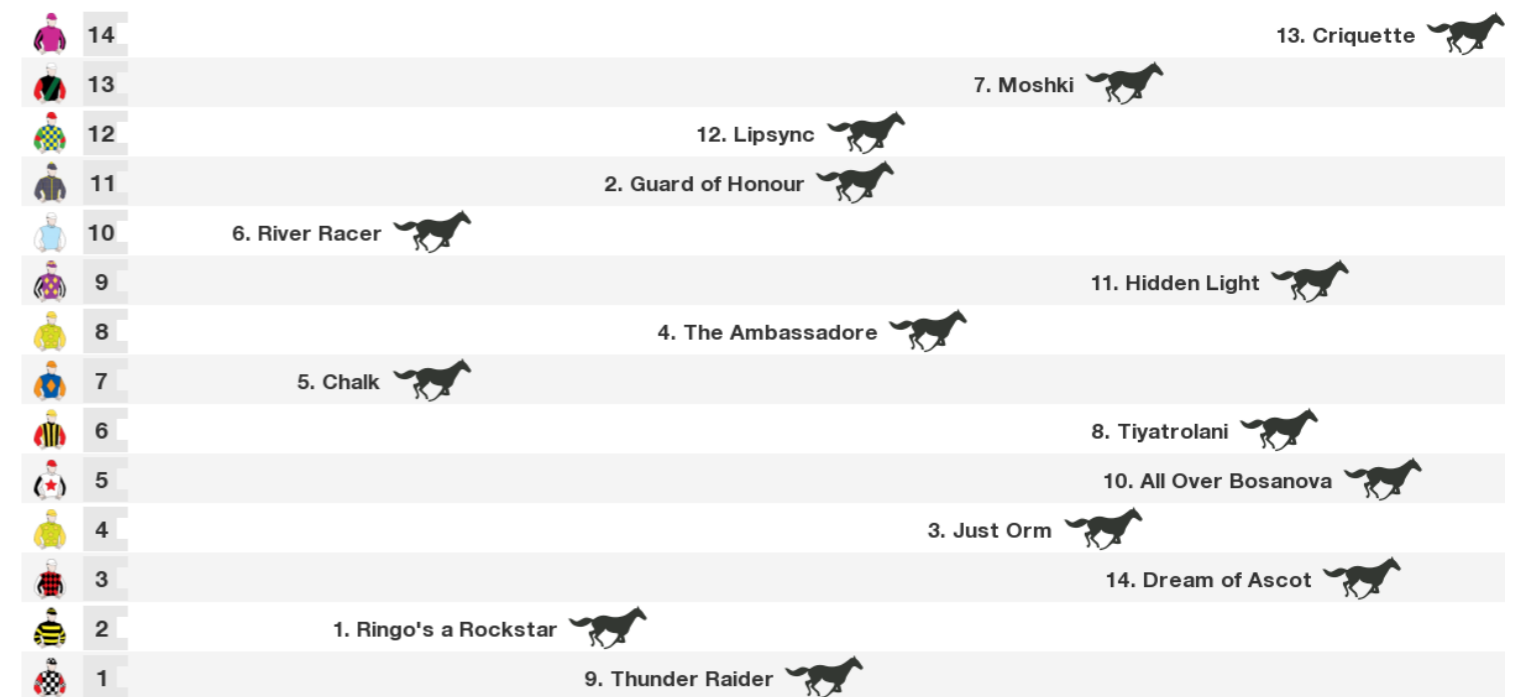 14 13. Criquette
13 7. Moshki
12 12. Lipsync
11 2. Guard of Honour
10 6. River Racer
9 11. Hidden Light
8 4. The Ambassadore
7 5. Chalk
6 8. Tiyatrolani
5 10. All Over Bosanova
4 3. Just Orm
3 14. Dream of Ascot
2 1. Ringo's a Rockstar
1 9. Thunder Raider